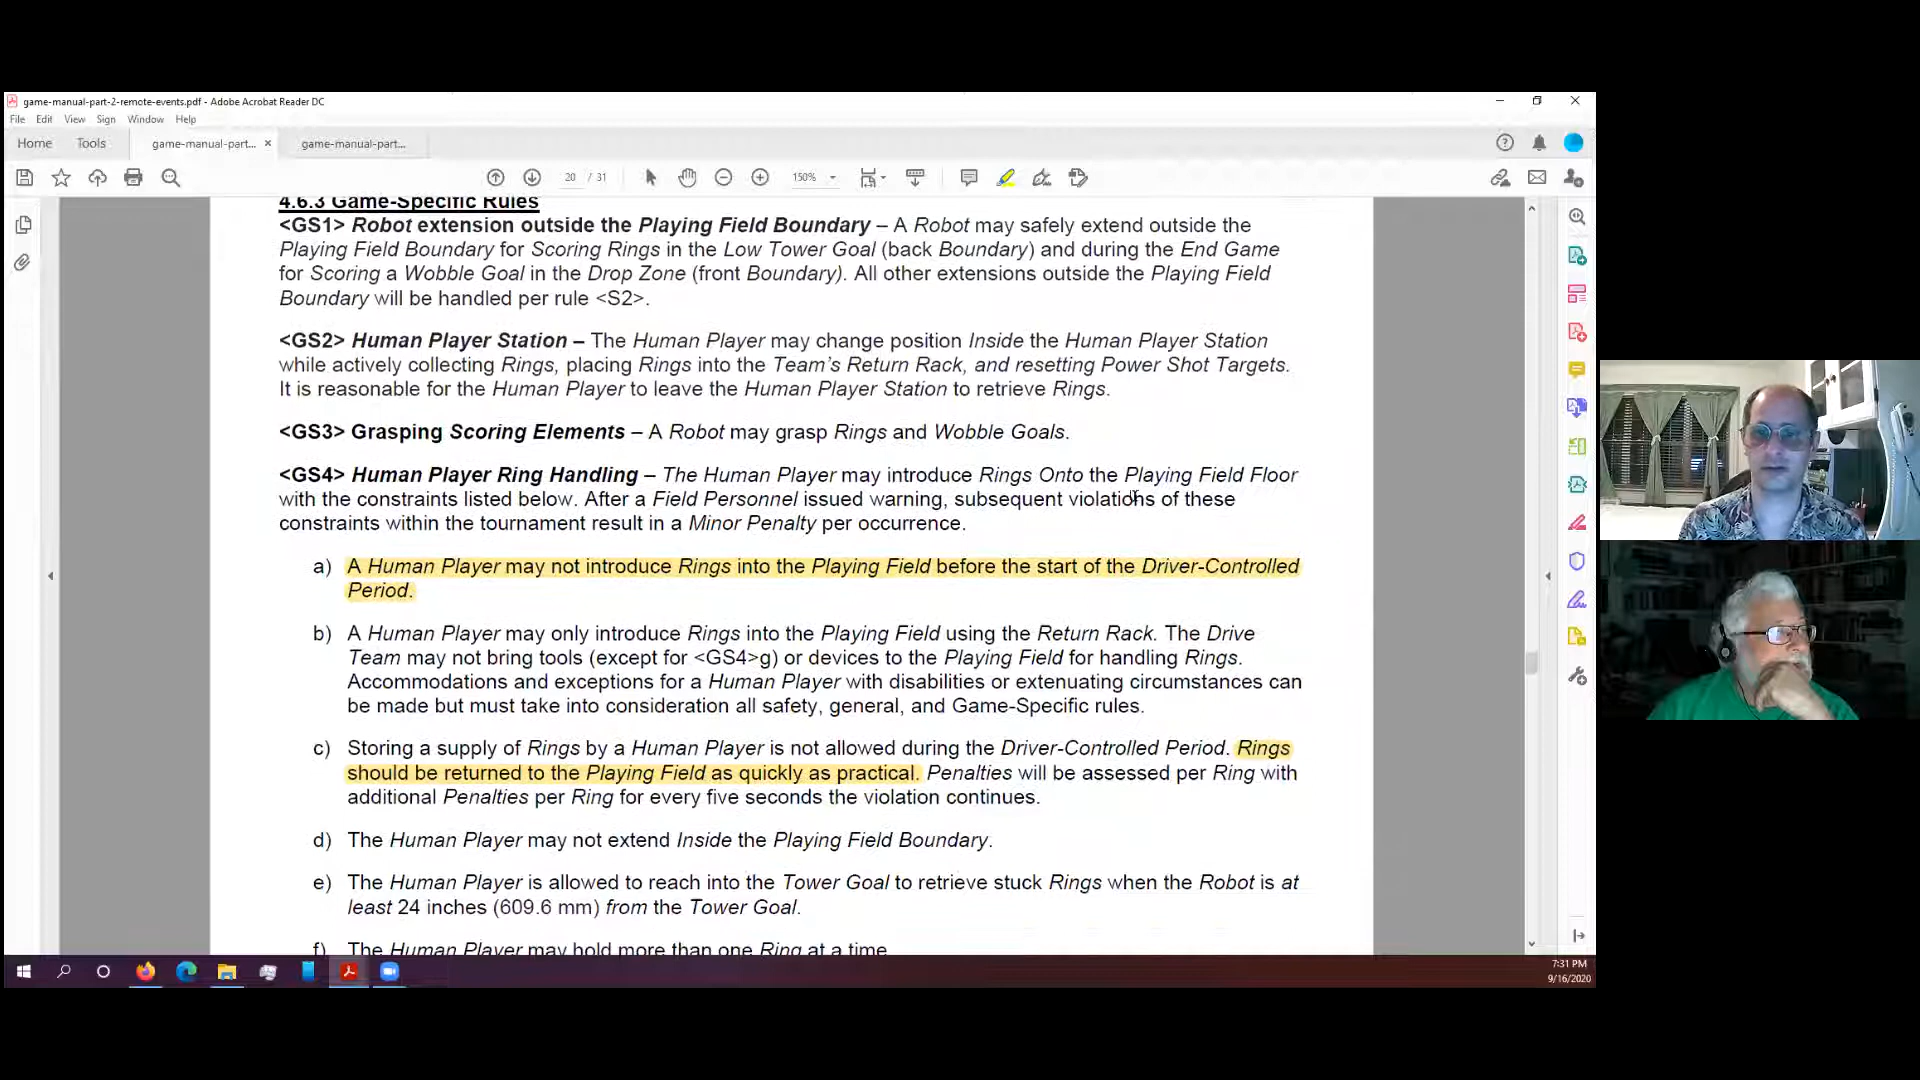 game-manual-part-2-remote-events.pdf - Adobe Acrobat Reader DC
File Edit View Sign Window Help
Home Tools game-manual-part... × game-manual-part...
20 / 31 150%
4.6.3 Game-Specific Rules
<GS1> Robot extension outside the Playing Field Boundary – A Robot may safely extend outside the
Playing Field Boundary for Scoring Rings in the Low Tower Goal (back Boundary) and during the End Game
for Scoring a Wobble Goal in the Drop Zone (front Boundary). All other extensions outside the Playing Field
Boundary will be handled per rule <S2>.
<GS2> Human Player Station – The Human Player may change position Inside the Human Player Station
while actively collecting Rings, placing Rings into the Team's Return Rack, and resetting Power Shot Targets.
It is reasonable for the Human Player to leave the Human Player Station to retrieve Rings.
<GS3> Grasping Scoring Elements – A Robot may grasp Rings and Wobble Goals.
<GS4> Human Player Ring Handling – The Human Player may introduce Rings Onto the Playing Field Floor
with the constraints listed below. After a Field Personnel issued warning, subsequent violations of these
constraints within the tournament result in a Minor Penalty per occurrence.
a) A Human Player may not introduce Rings into the Playing Field before the start of the Driver-Controlled
Period.
b) A Human Player may only introduce Rings into the Playing Field using the Return Rack. The Drive
Team may not bring tools (except for <GS4>g) or devices to the Playing Field for handling Rings.
Accommodations and exceptions for a Human Player with disabilities or extenuating circumstances can
be made but must take into consideration all safety, general, and Game-Specific rules.
c) Storing a supply of Rings by a Human Player is not allowed during the Driver-Controlled Period. Rings
should be returned to the Playing Field as quickly as practical. Penalties will be assessed per Ring with
additional Penalties per Ring for every five seconds the violation continues.
d) The Human Player may not extend Inside the Playing Field Boundary.
e) The Human Player is allowed to reach into the Tower Goal to retrieve stuck Rings when the Robot is at
least 24 inches (609.6 mm) from the Tower Goal.
f) The Human Player may hold more than one Ring at a time
7:31 PM
9/16/2020